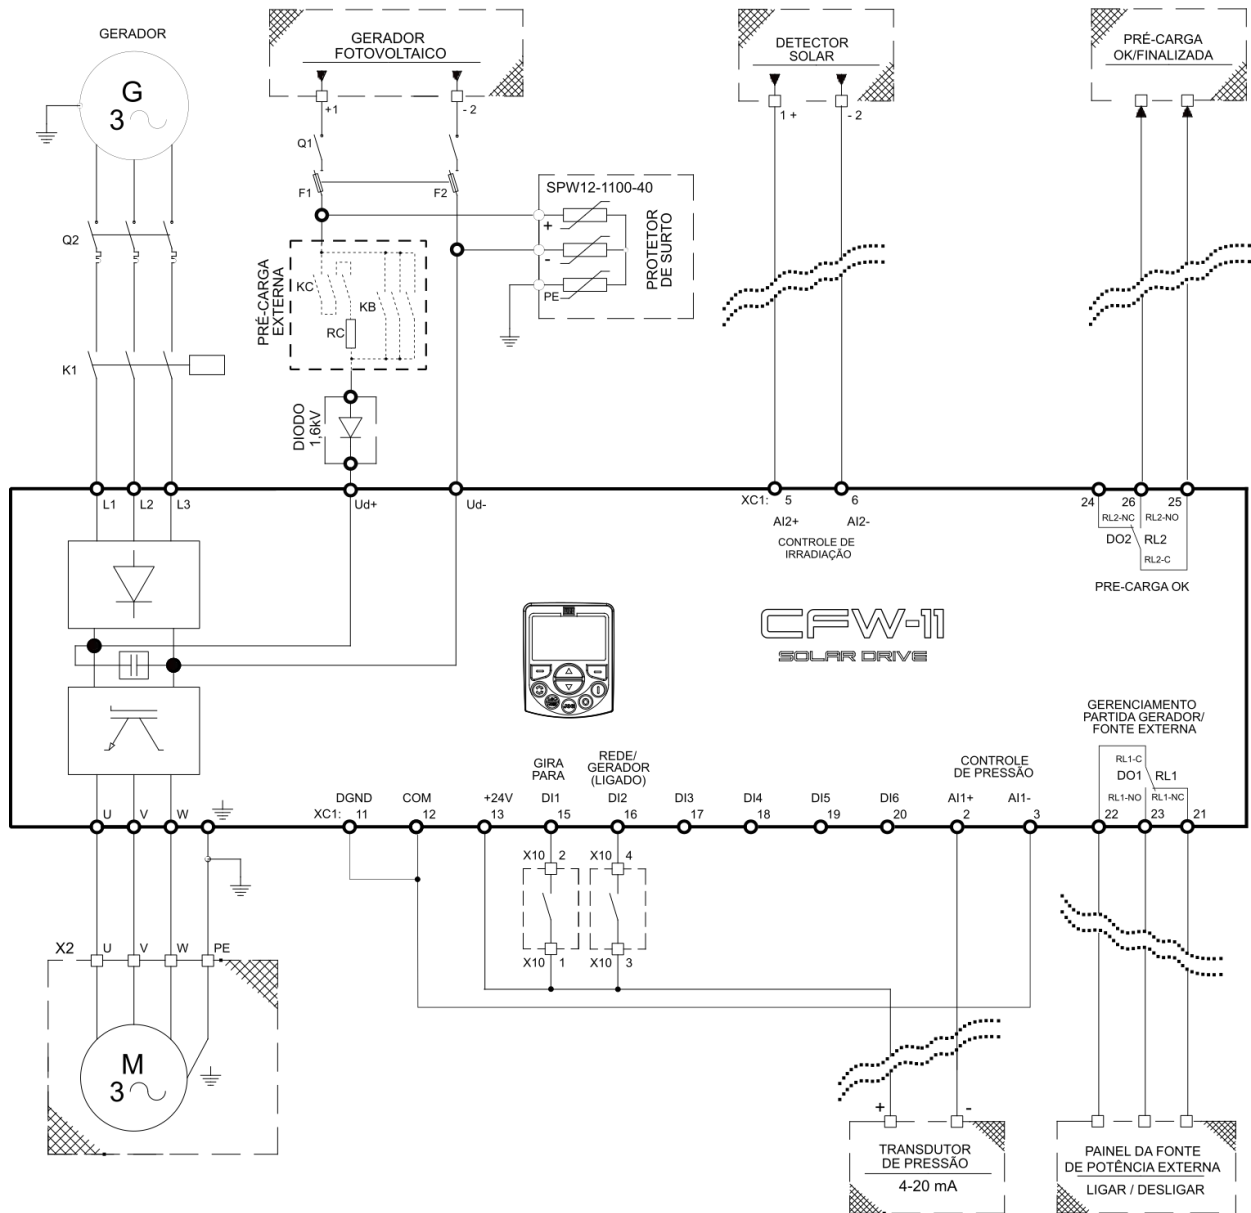 GERADOR
G
3
GERADOR
FOTOVOLTAICO
+1
- 2
DETECTOR
SOLAR
1 +
- 2
PRÉ-CARGA
OK/FINALIZADA
Q1
F1
F2
Q2
SPW12-1100-40
+
-
PE
PROTETOR
DE SURTO
PRÉ-CARGA
EXTERNA
KC
RC
KB
K1
DIODO
1,6kV
L1
L2
L3
Ud+
Ud-
XC1:
5
6
AI2+
AI2-
CONTROLE DE
IRRADIAÇÃO
24
26
25
RL2-NC
RL2-NO
DO2
RL2
RL2-C
PRE-CARGA OK
CFW-11
SOLAR DRIVE
GERENCIAMENTO
PARTIDA GERADOR/
FONTE EXTERNA
RL1-C
DO1
RL1
RL1-NO
RL1-NC
22
23
21
GIRA
PARA
REDE/
GERADOR
(LIGADO)
CONTROLE
DE PRESSÃO
DGND
COM
+24V
DI1
DI2
DI3
DI4
DI5
DI6
AI1+
AI1-
XC1:
11
12
13
15
16
17
18
19
20
2
3
U
V
W
X10
2
X10
4
X10
1
X10
3
X2
U
V
W
PE
M
3
+
-
TRANSDUTOR
DE PRESSÃO
4-20 mA
PAINEL DA FONTE
DE POTÊNCIA EXTERNA
LIGAR / DESLIGAR